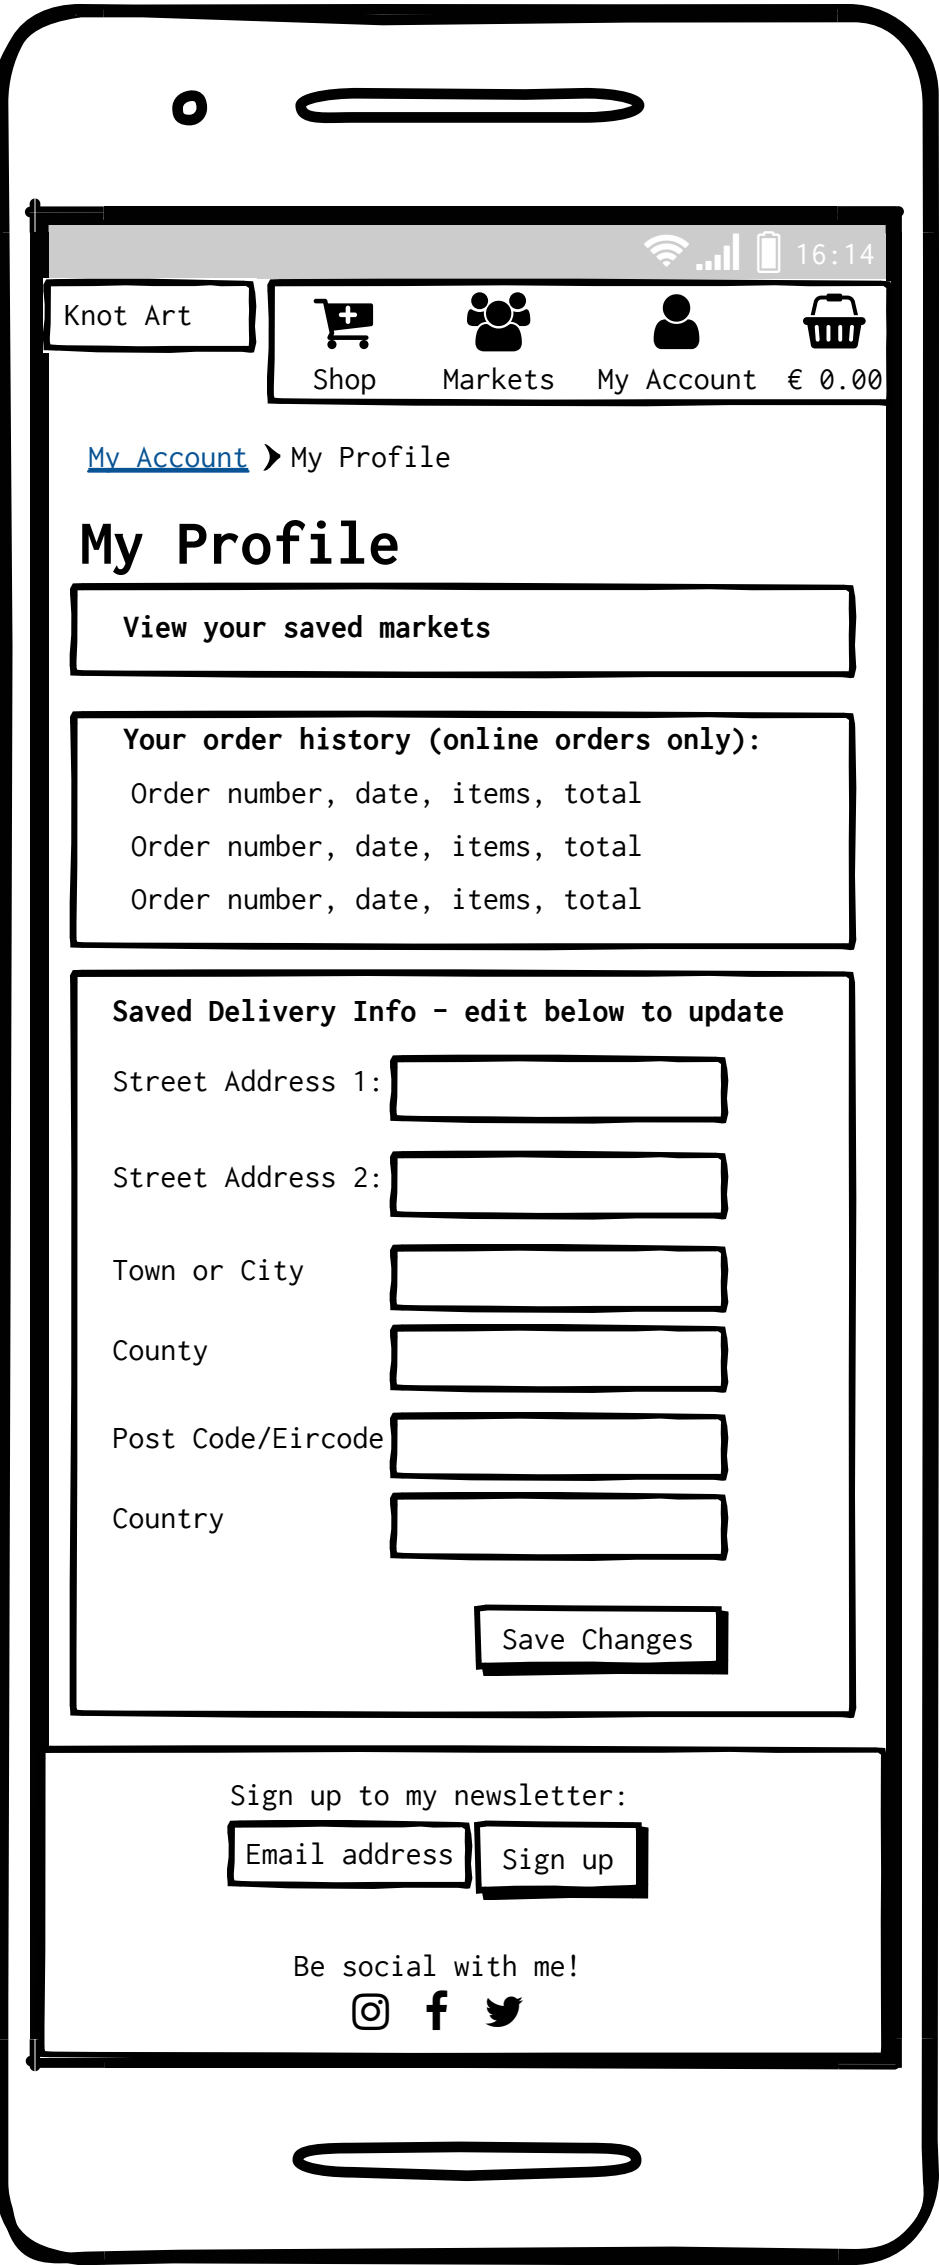 16:14
Knot Art
Shop Markets My Account € 0.00
My Account My Profile
My Profile
View your saved markets
Your order history (online orders only):
Order number, date, items, total
Order number, date, items, total
Order number, date, items, total
Saved Delivery Info - edit below to update
Street Address 1:
Street Address 2:
Town or City
County
Post Code/Eircode
Country
Save Changes
Sign up to my newsletter:
Email address Sign up
Be social with me!